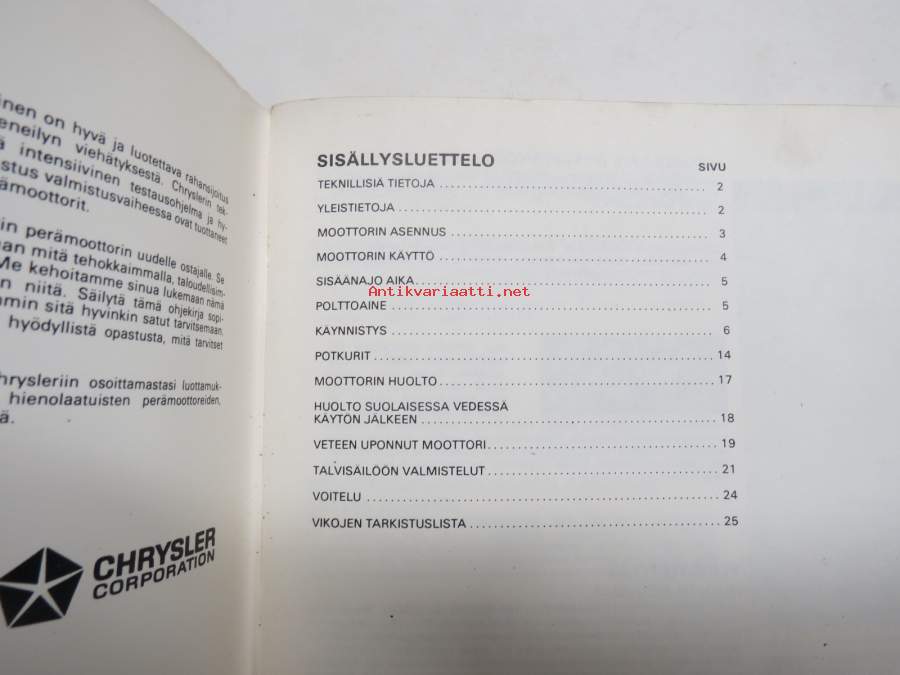 inen on hyvä ja luotettava rahansijoitus
eneilyn viehätyksestä. Chryslerin tek-
ä intensiivinen testausohjelma ja hy-
stus valmistusvaiheessa ovat tuottaneet
ämoottorit.
in perämoottorin uudelle ostajalle. Se
an mitä tehokkaimmalla, taloudellisim-
Me kehoitamme sinua lukemaan nämä
n niitä. Säilytä tämä ohjekirja sopi-
mmin sitä hyvinkin satut tarvitsemaan
hyödyllistä opastusta, mitä tarvitset
hrysleriin osoittamastasi luottamuk-
hienolaatuisten perämoottoreiden,
ä.
CHRYSLER
CORPORATION
SISÄLLYSLUETTELO SIVU
TEKNILLISIÄ TIETOJA 2
YLEISTIETOJA 2
MOOTTORIN ASENNUS 3
MOOTTORIN KÄYTTÖ 4
SISÄÄNAJO AIKA 5
POLTTOAINE 5
KÄYNNISTYS 6
POTKURIT 14
MOOTTORIN HUOLTO 17
HUOLTO SUOLAISESSA VEDESSÄ
KÄYTÖN JÄLKEEN 18
VETEEN UPONNUT MOOTTORI 19
TALVISÄILÖÖN VALMISTELUT 21
VOITELU 24
VIKOJEN TARKISTUSLISTA 25
Antikvariaatti.net